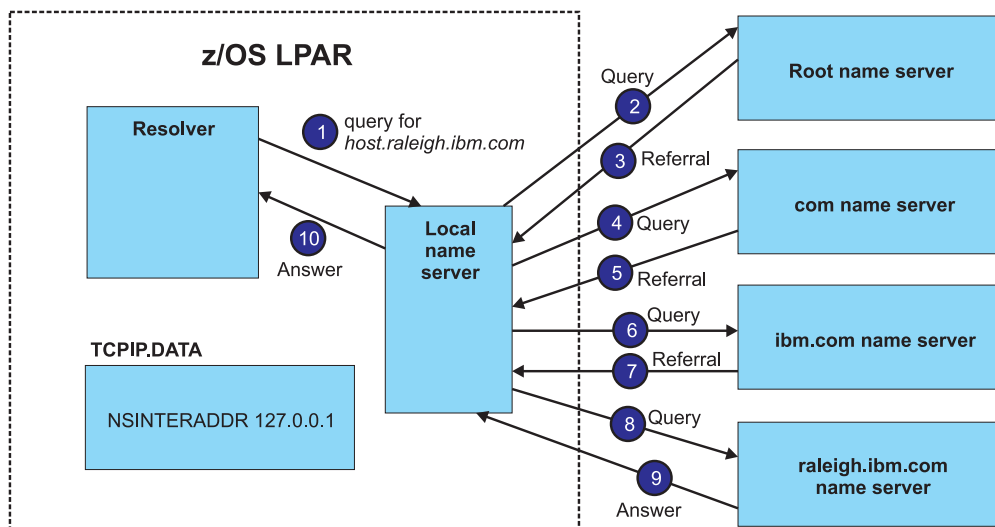 z/OS LPAR
Resolver
1
query for
host.raleigh.ibm.com
10
Answer
Local
name
server
TCPIP.DATA
NSINTERADDR 127.0.0.1
Query
2
Root name server
3
Referral
4
Query
com name server
5
Referral
6
Query
7
Referral
ibm.com name server
8
Query
9
Answer
raleigh.ibm.com
name server